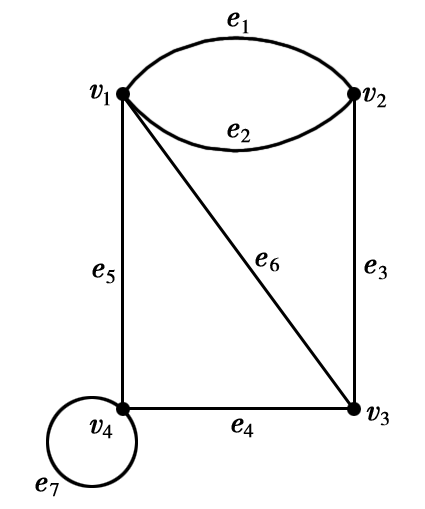 e₁
v₁
v₂
e₂
e₅
e₆
e₃
v₄
e₄
v₃
e₇